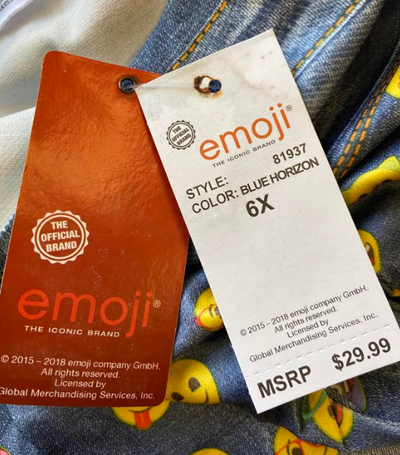 THE
OFFICIAL
BRAND
emoji®
THE ICONIC BRAND
© 2015 – 2018 emoji company GmbH.
All rights reserved.
Licensed by
Global Merchandising Services, Inc.
THE
OFFICIAL
BRAND
emoji®
THE ICONIC BRAND
STYLE: 81937
COLOR: BLUE HORIZON
6X
© 2015 – 2018 emoji company GmbH.
All rights reserved.
Licensed by
Global Merchandising Services, Inc.
MSRP $29.99